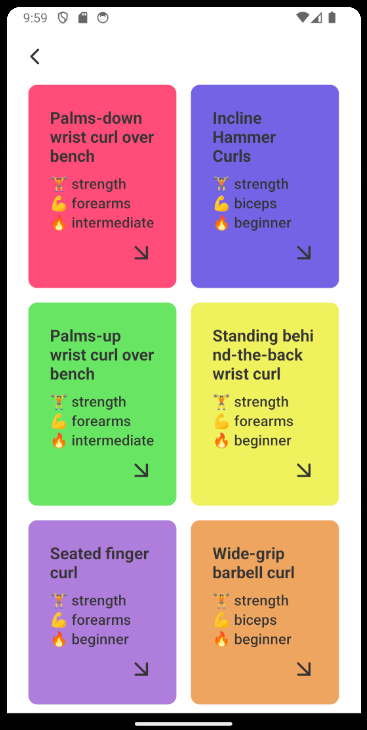 9:59
Palms-down
wrist curl over
bench
🏋️ strength
💪 forearms
🔥 intermediate
Incline
Hammer
Curls
🏋️ strength
💪 biceps
🔥 beginner
Palms-up
wrist curl over
bench
🏋️ strength
💪 forearms
🔥 intermediate
Standing behi
nd-the-back
wrist curl
🏋️ strength
💪 forearms
🔥 beginner
Seated finger
curl
🏋️ strength
💪 forearms
🔥 beginner
Wide-grip
barbell curl
🏋️ strength
💪 biceps
🔥 beginner